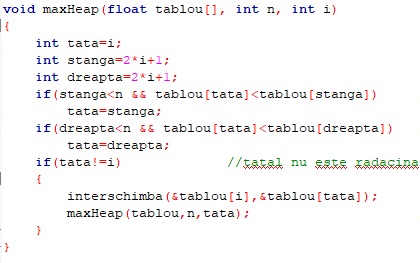 void maxHeap(float tablou[], int n, int i)
{
int tata=i;
int stanga=2*i+1;
int dreapta=2*i+1;
if(stanga<n && tablou[tata]<tablou[stanga])
tata=stanga;
if(dreapta<n && tablou[tata]<tablou[dreapta])
tata=dreapta;
if(tata!=i) //tatal nu este radacina
{
interschimba(&tablou[i],&tablou[tata]);
maxHeap(tablou,n,tata);
}
}